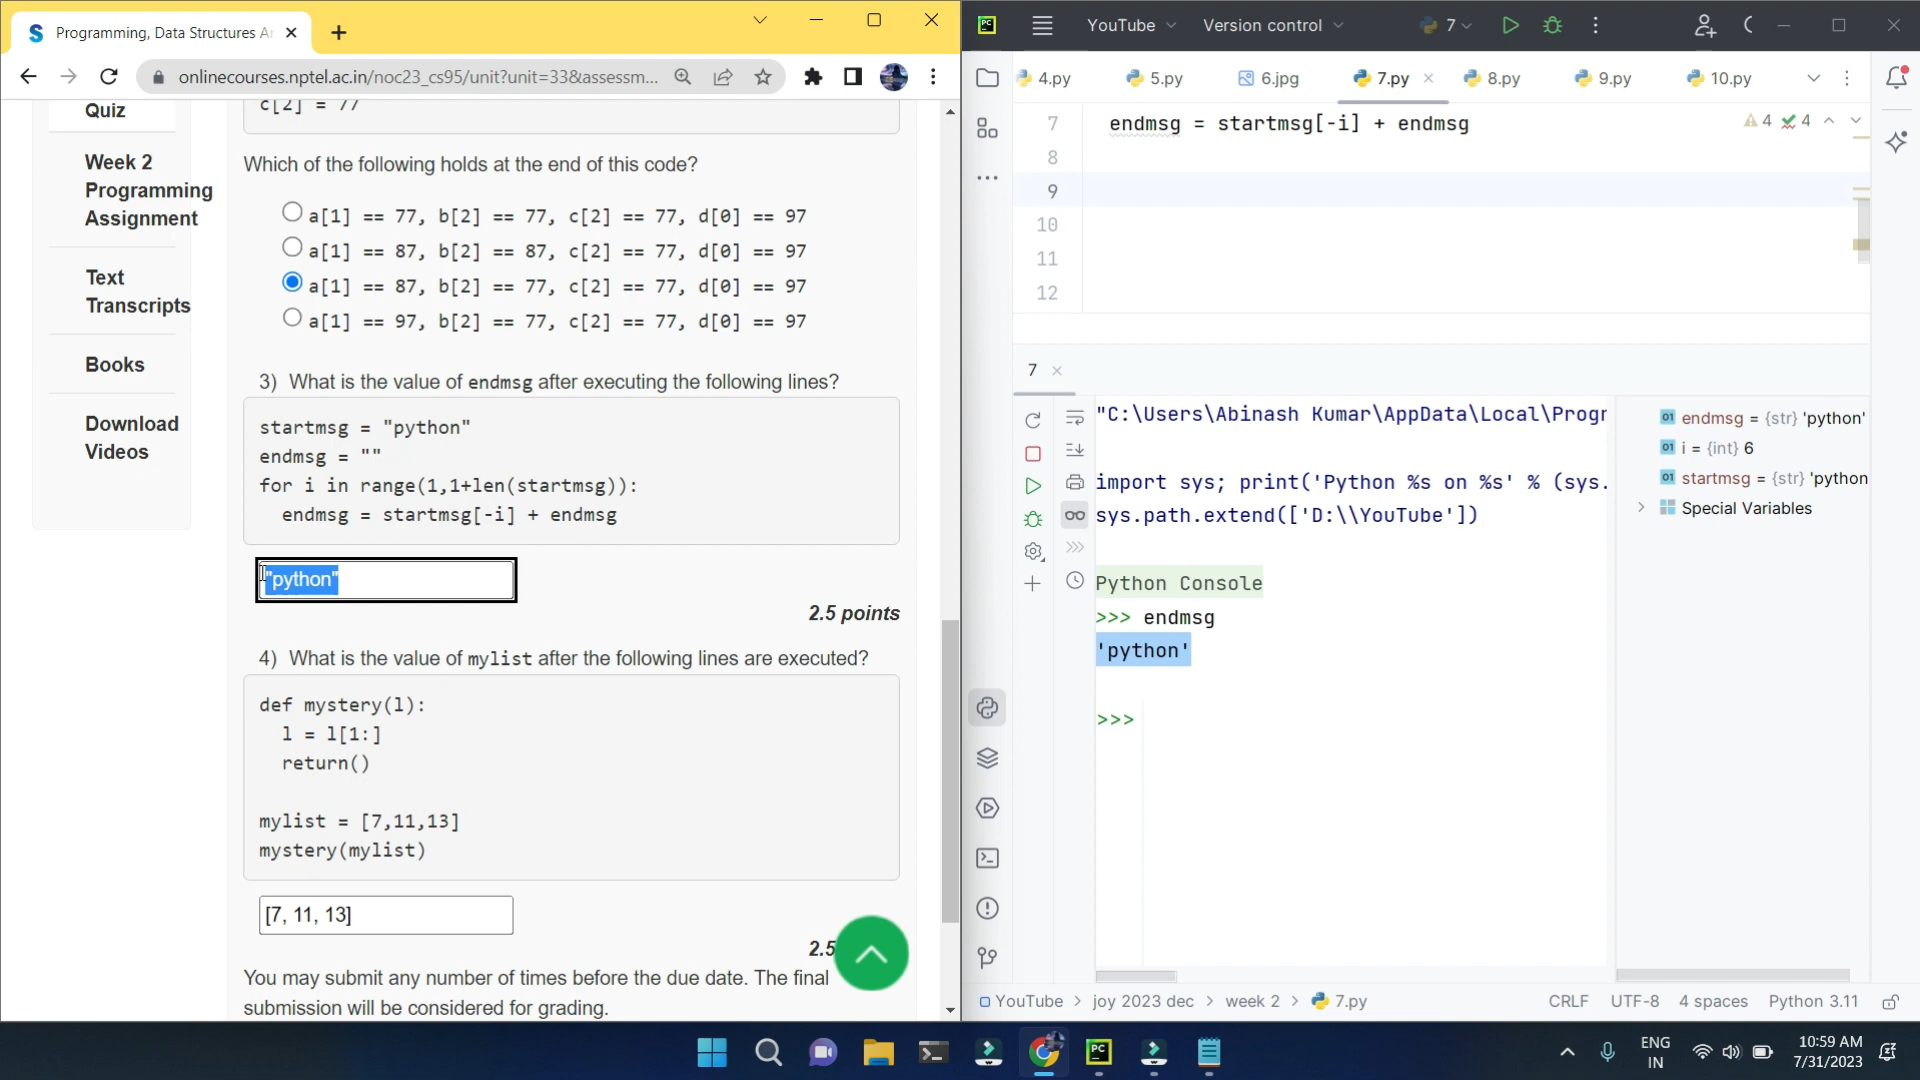 Programming, Data Structures Ar
onlinecourses.nptel.ac.in/noc23_cs95/unit?unit=33&assessm...
Quiz
Week 2
Programming
Assignment
Text
Transcripts
Books
Download
Videos
c[2] = 77
Which of the following holds at the end of this code?
a[1] == 77, b[2] == 77, c[2] == 77, d[0] == 97
a[1] == 87, b[2] == 87, c[2] == 77, d[0] == 97
a[1] == 87, b[2] == 77, c[2] == 77, d[0] == 97
a[1] == 97, b[2] == 77, c[2] == 77, d[0] == 97
3) What is the value of endmsg after executing the following lines?
startmsg = "python"
endmsg = ""
for i in range(1,1+len(startmsg)):
endmsg = startmsg[-i] + endmsg
"python"
2.5 points
4) What is the value of mylist after the following lines are executed?
def mystery(l):
l = l[1:]
return()
mylist = [7,11,13]
mystery(mylist)
[7, 11, 13]
2.5
You may submit any number of times before the due date. The final
submission will be considered for grading.
PC
YouTube
Version control
7
4.py
5.py
6.jpg
7.py
8.py
9.py
10.py
7
endmsg = startmsg[-i] + endmsg
4
4
8
9
10
11
12
7
"C:\Users\Abinash Kumar\AppData\Local\Progr
import sys; print('Python %s on %s' % (sys.
sys.path.extend(['D:\\YouTube'])
Python Console
>>> endmsg
'python'
>>>
01 endmsg = {str} 'python'
01 i = {int} 6
01 startmsg = {str} 'python
Special Variables
YouTube > joy 2023 dec > week 2 > 7.py
CRLF
UTF-8
4 spaces
Python 3.11
PC
ENG
IN
10:59 AM
7/31/2023